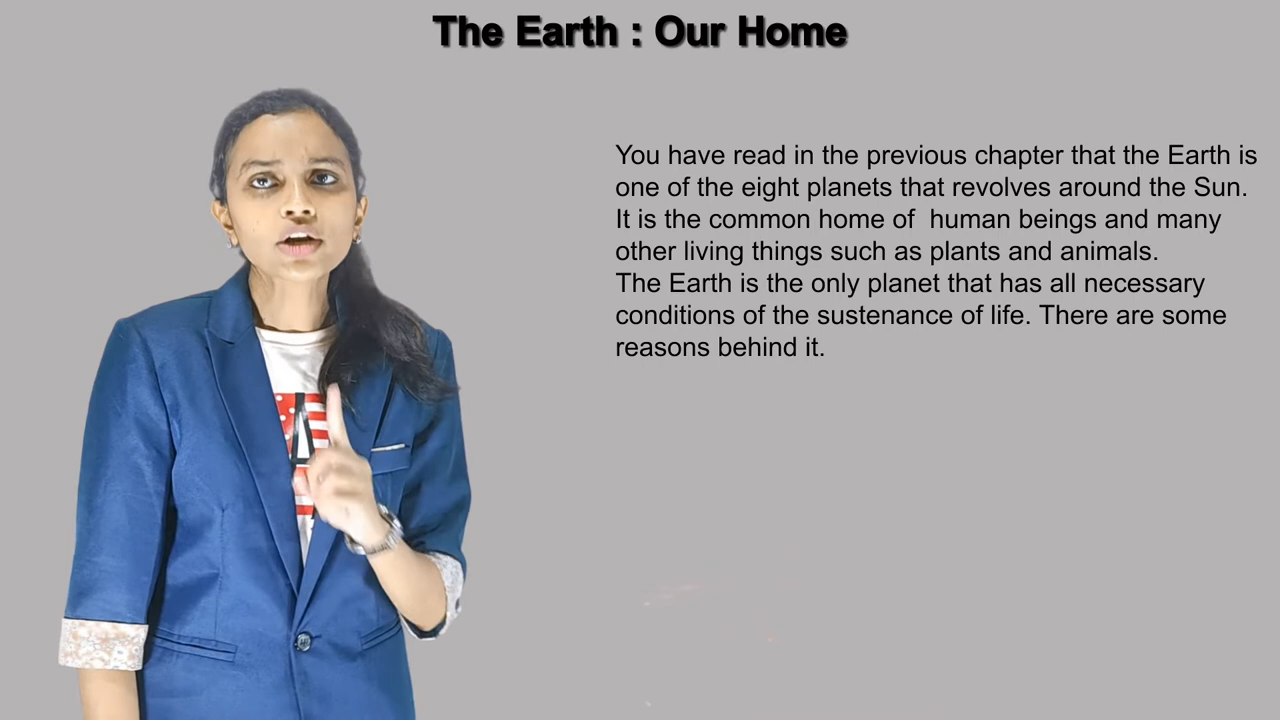 The Earth : Our Home
You have read in the previous chapter that the Earth is
one of the eight planets that revolves around the Sun.
It is the common home of  human beings and many
other living things such as plants and animals.
The Earth is the only planet that has all necessary
conditions of the sustenance of life. There are some
reasons behind it.